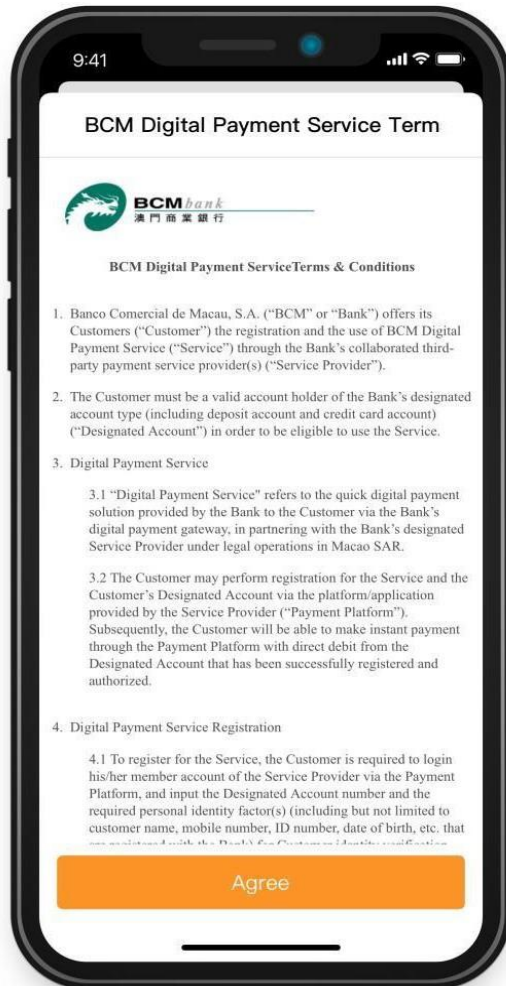 9:41
BCM Digital Payment Service Term
BCM bank
澳門商業銀行
BCM Digital Payment ServiceTerms & Conditions
1. Banco Comercial de Macau, S.A. (“BCM” or “Bank”) offers its
Customers (“Customer”) the registration and the use of BCM Digital
Payment Service (“Service”) through the Bank’s collaborated third-
party payment service provider(s) (“Service Provider”).
2. The Customer must be a valid account holder of the Bank’s designated
account type (including deposit account and credit card account)
(“Designated Account”) in order to be eligible to use the Service.
3. Digital Payment Service
3.1 “Digital Payment Service" refers to the quick digital payment
solution provided by the Bank to the Customer via the Bank’s
digital payment gateway, in partnering with the Bank’s designated
Service Provider under legal operations in Macao SAR.
3.2 The Customer may perform registration for the Service and the
Customer’s Designated Account via the platform/application
provided by the Service Provider (“Payment Platform”).
Subsequently, the Customer will be able to make instant payment
through the Payment Platform with direct debit from the
Designated Account that has been successfully registered and
authorized.
4. Digital Payment Service Registration
4.1 To register for the Service, the Customer is required to login
his/her member account of the Service Provider via the Payment
Platform, and input the Designated Account number and the
required personal identity factor(s) (including but not limited to
customer name, mobile number, ID number, date of birth, etc. that
are registered with the Bank) for Customer identity verification
Agree